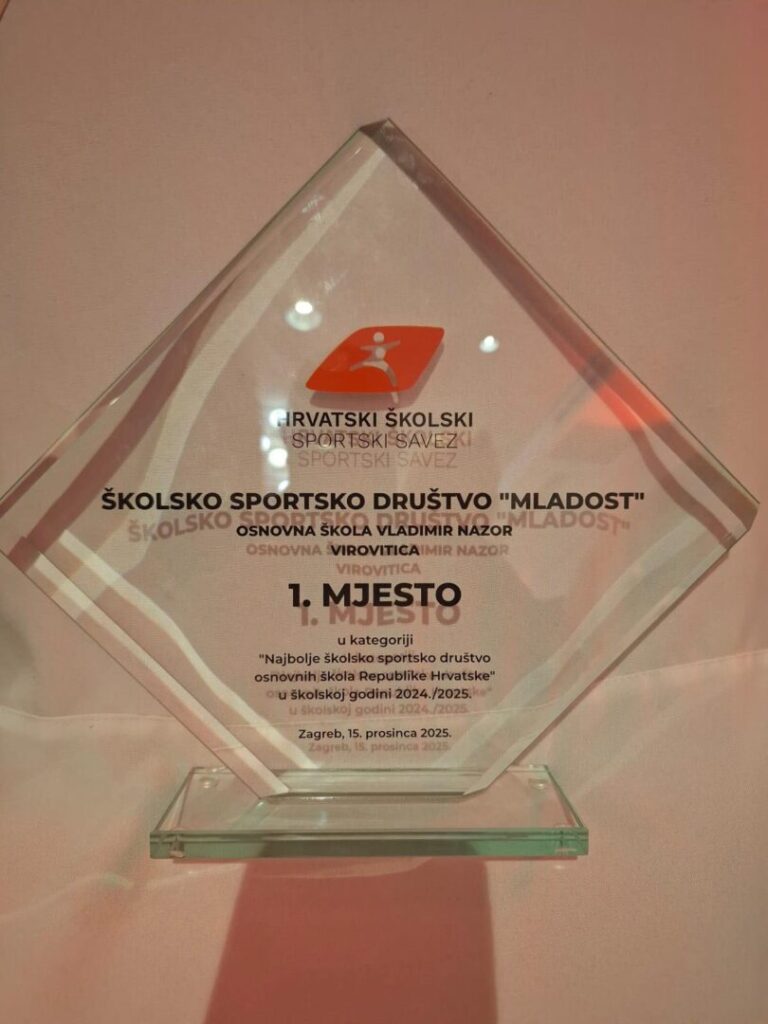 HRVATSKI ŠKOLSKI
SPORTSKI SAVEZ
ŠKOLSKO SPORTSKO DRUŠTVO "MLADOST"
OSNOVNA ŠKOLA VLADIMIR NAZOR
VIROVITICA
1. MJESTO
u kategoriji
"Najbolje školsko sportsko društvo
osnovnih škola Republike Hrvatske"
u školskoj godini 2024./2025.
Zagreb, 15. prosinca 2025.